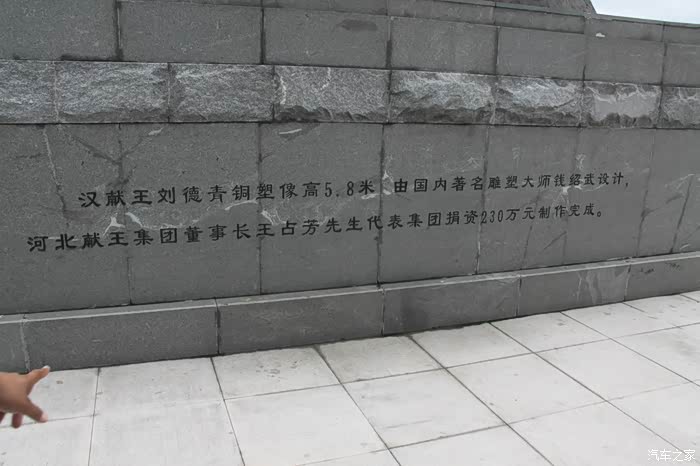 汉献王刘德青铜塑像高5.8米 由国内著名雕塑大师钱绍武设计,
河北献王集团董事长王占芳先生代表集团捐资230万元制作完成。
汽车之家